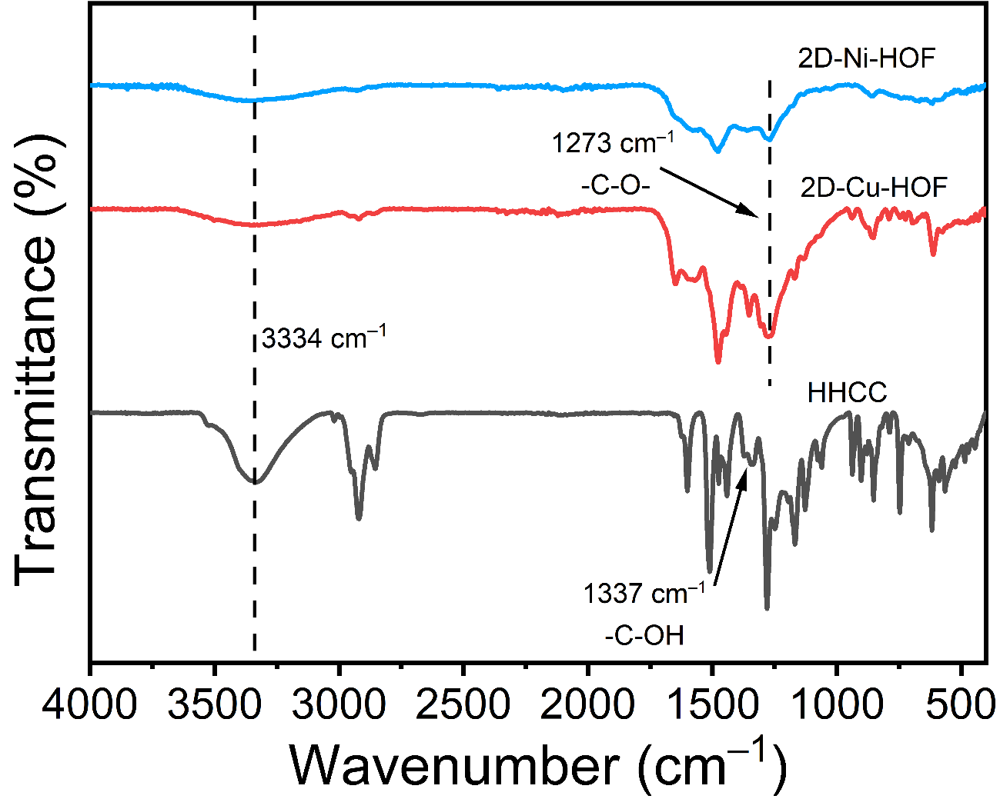 2D-Ni-HOF
1273 cm⁻¹
-C-O-
2D-Cu-HOF
3334 cm⁻¹
HHCC
1337 cm⁻¹
-C-OH
Transmittance (%)
4000 3500 3000 2500 2000 1500 1000 500
Wavenumber (cm⁻¹)